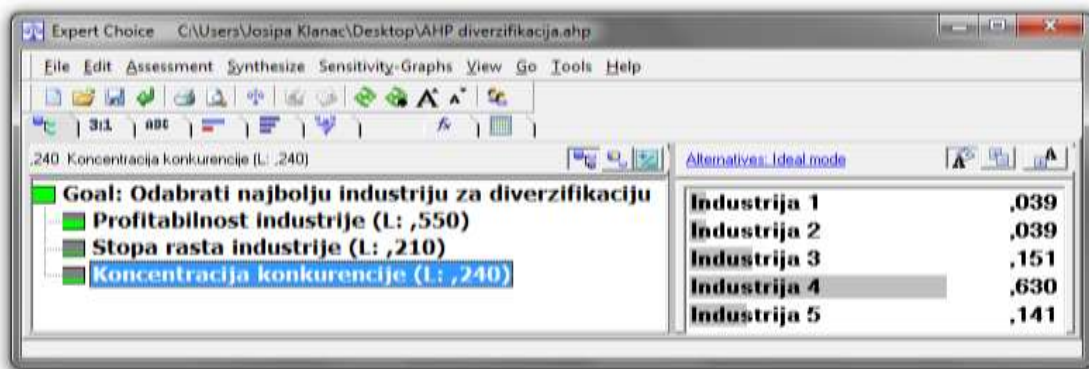 Expert Choice C:\Users\Josipa Klanac\Desktop\AHP diverzifikacija.ahp
File Edit Assessment Synthesize Sensitivity-Graphs View Go Tools Help
3:1 ABC
,240 Koncentracija konkurencije (L: ,240)
Goal: Odabrati najbolju industriju za diverzifikaciju
Profitabilnost industrije (L: ,550)
Stopa rasta industrije (L: ,210)
Koncentracija konkurencije (L: ,240)
Alternatives: Ideal mode
Industrija 1 ,039
Industrija 2 ,039
Industrija 3 ,151
Industrija 4 ,630
Industrija 5 ,141